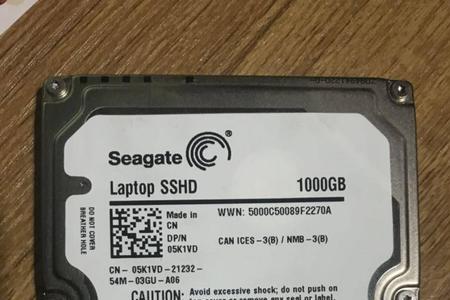 Seagate®
Laptop SSHD 1000GB
DO NOT COVER
BREATHER HOLE
Made in
CN
WWN: 5000C50089F2270A
DP/N
05K1VD
CAN ICES-3(B) / NMB-3(B)
CN - 05K1VD - 21232 -
54M - 03GU - A06
CAUTION: Avoid excessive shock; do not push on